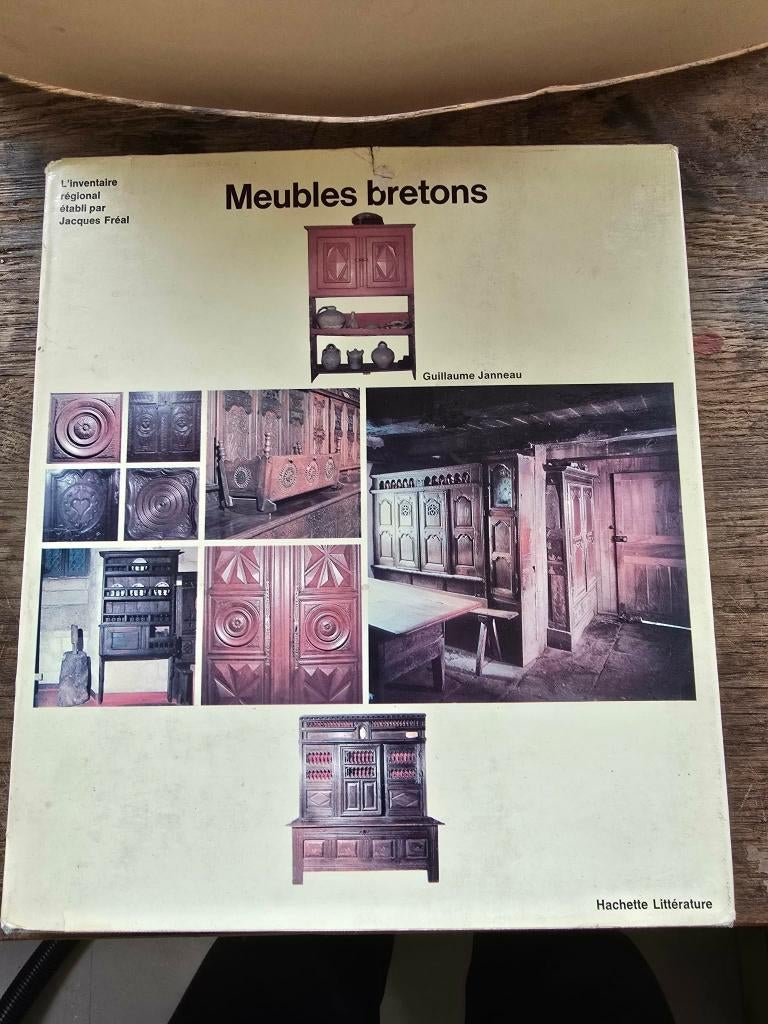 L'inventaire
régional
établi par
Jacques Fréal
Meubles bretons
Guillaume Janneau
Hachette Littérature